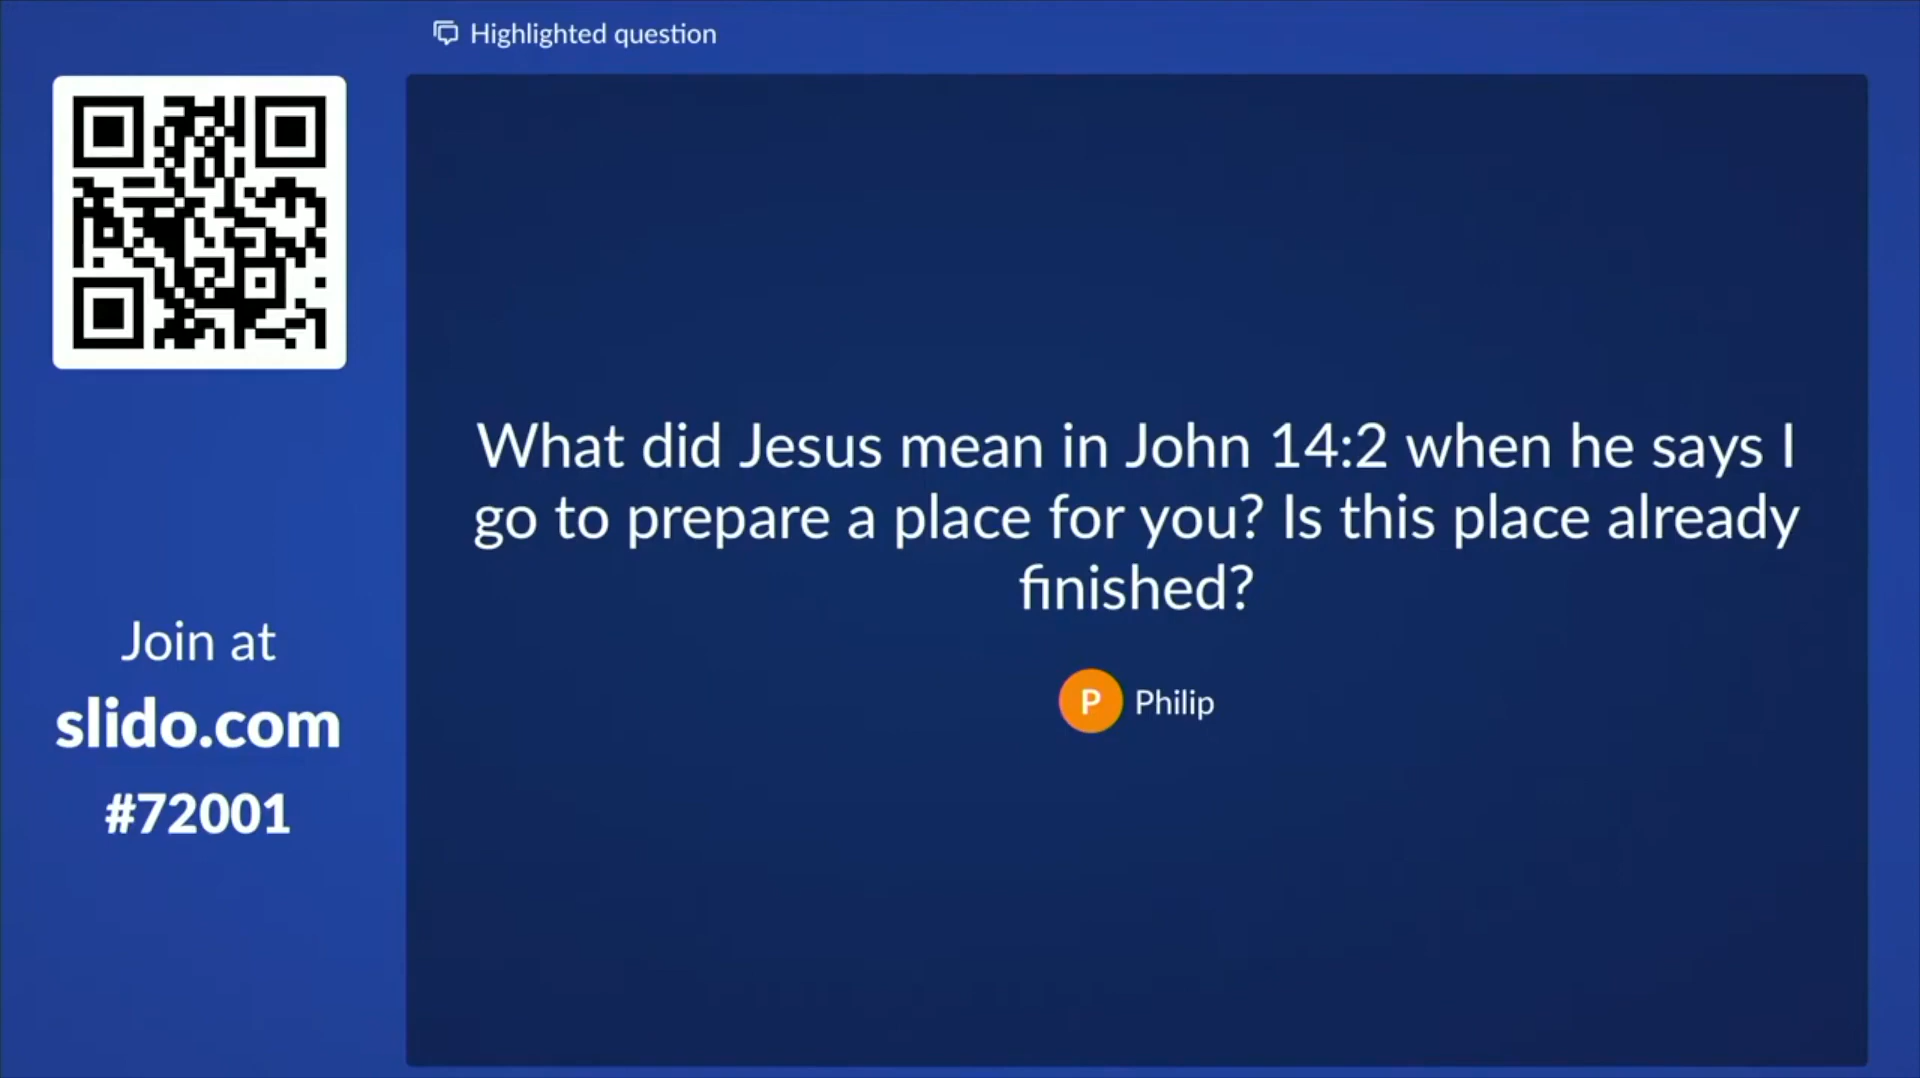 Highlighted question
What did Jesus mean in John 14:2 when he says I
go to prepare a place for you? Is this place already
finished?
P Philip
Join at
slido.com
#72001